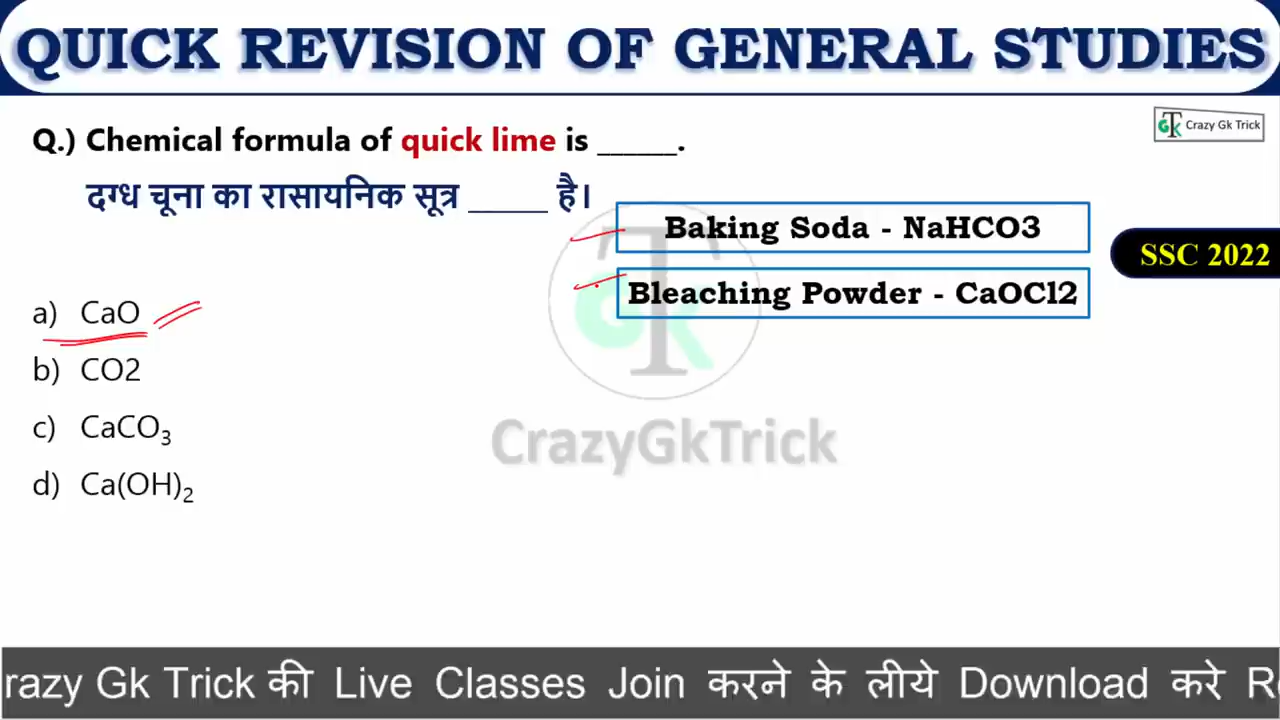 QUICK REVISION OF GENERAL STUDIES
Crazy Gk Trick
Q.) Chemical formula of quick lime is ______.
दग्ध चूना का रासायनिक सूत्र _____ है।
Baking Soda - NaHCO3
SSC 2022
Bleaching Powder - CaOCl2
a) CaO
b) CO2
c) CaCO₃
d) Ca(OH)₂
TGk
CrazyGkTrick
razy Gk Trick की Live Classes Join करने के लीये Download करे R